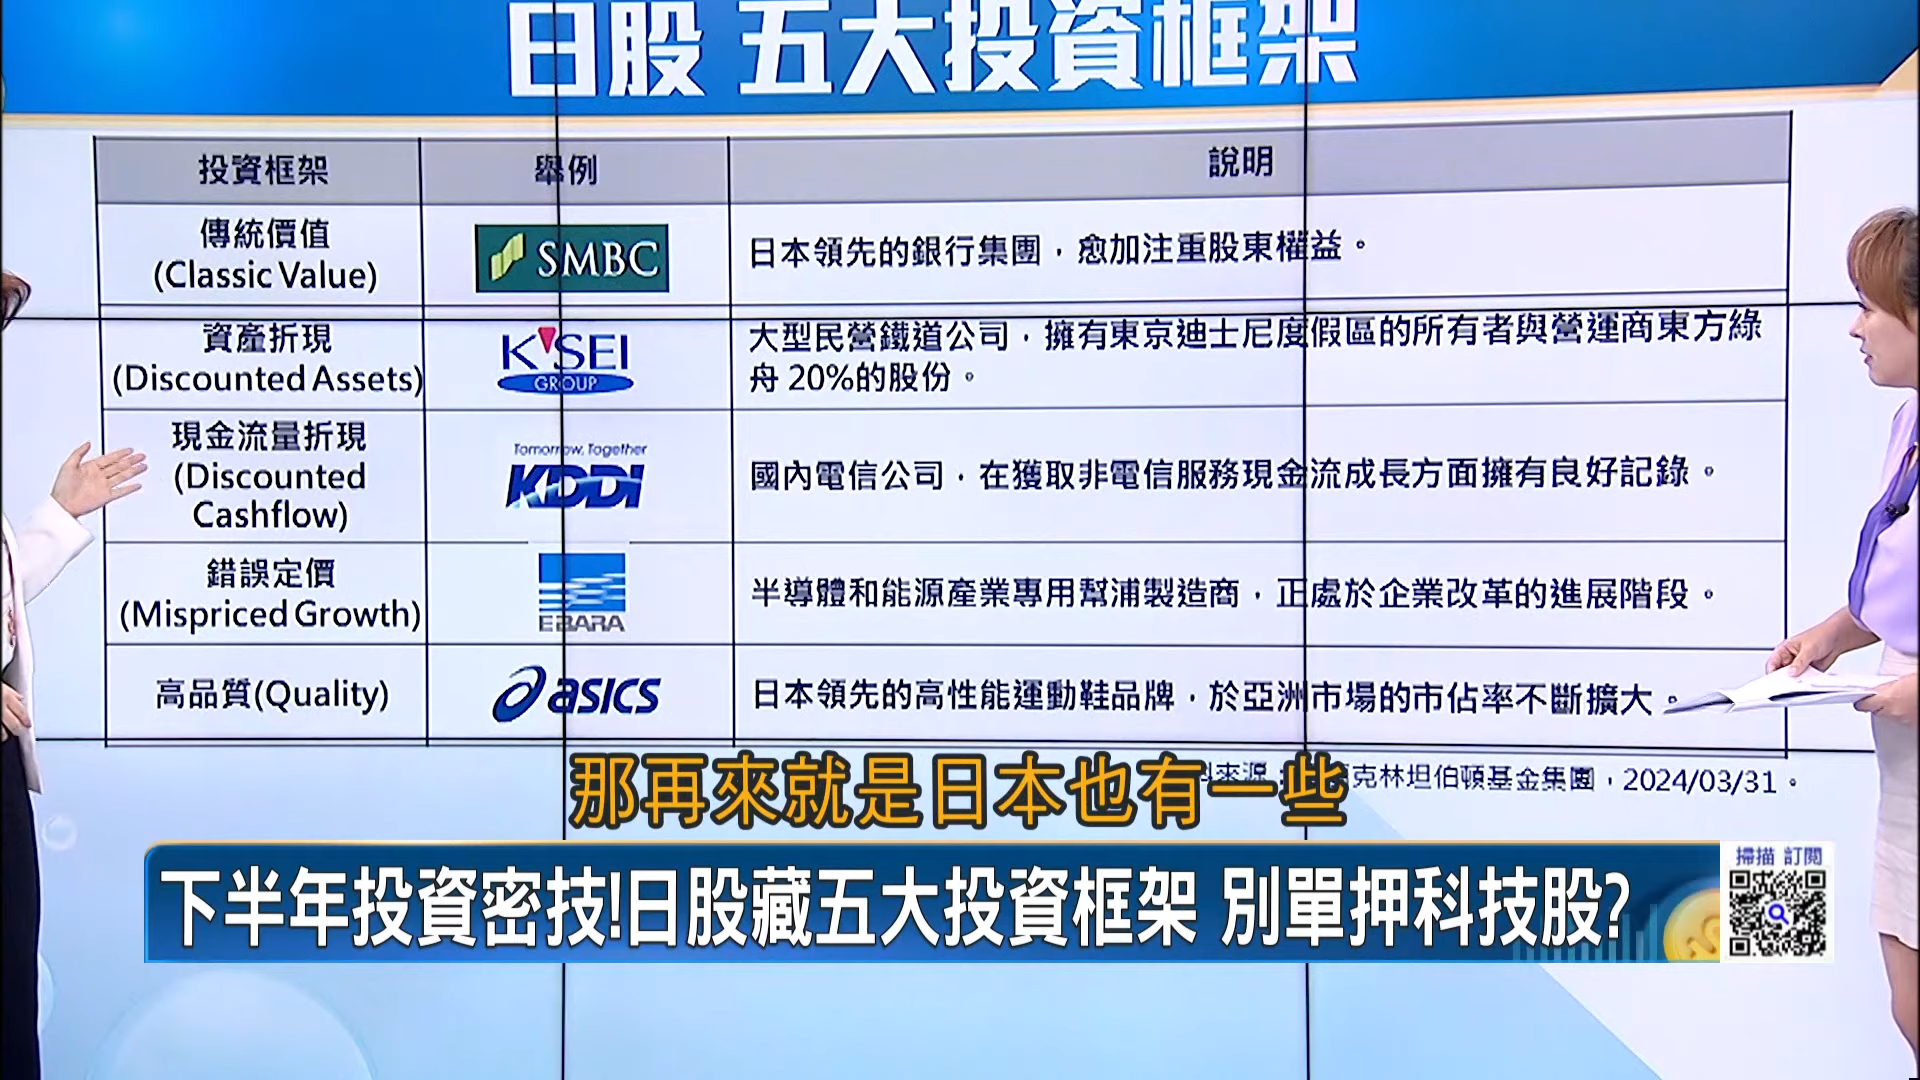 日股 五大投資框架
投資框架
舉例
說明
傳統價值
(Classic Value)
SMBC
日本領先的銀行集團，愈加注重股東權益。
資產折現
(Discounted Assets)
K'SEI
GROUP
大型民營鐵道公司，擁有東京迪士尼度假區的所有者與營運商東方綠
舟 20%的股份。
現金流量折現
(Discounted
Cashflow)
Tomorrow, Together
KDDI
國內電信公司，在獲取非電信服務現金流成長方面擁有良好記錄。
錯誤定價
(Mispriced Growth)
EBARA
半導體和能源產業專用幫浦製造商，正處於企業改革的進展階段。
高品質(Quality)
asics
日本領先的高性能運動鞋品牌，於亞洲市場的市佔率不斷擴大。
來源：克林坦伯頓基金集團，2024/03/31。
那再來就是日本也有一些
下半年投資密技!日股藏五大投資框架 別單押科技股?
掃描 訂閱